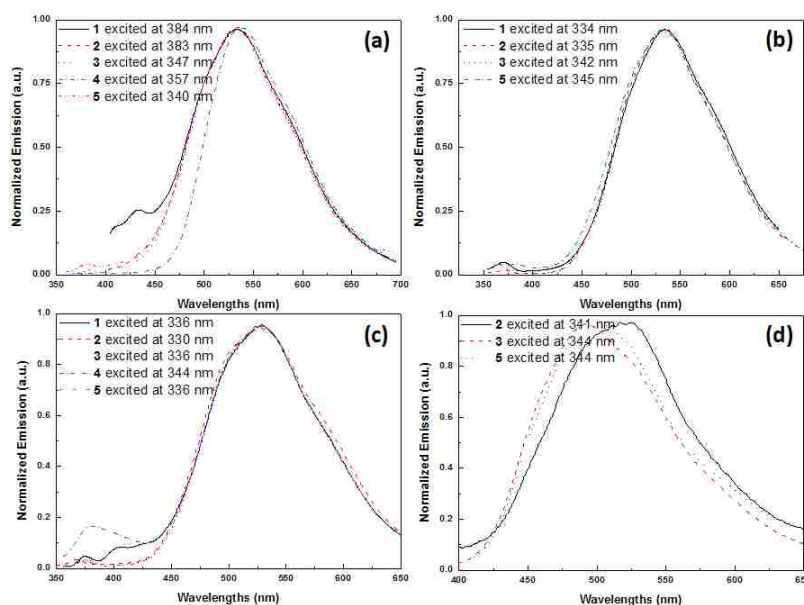 (a)
1 excited at 384 nm
2 excited at 383 nm
3 excited at 347 nm
4 excited at 357 nm
5 excited at 340 nm
Normalized Emission (a.u.)
1.00
0.75
0.50
0.25
0.00
350 400 450 500 550 600 650 700
Wavelengths (nm)
(b)
1 excited at 334 nm
2 excited at 335 nm
3 excited at 342 nm
5 excited at 345 nm
Normalized Emission (a.u.)
1.00
0.75
0.50
0.25
0.00
350 400 450 500 550 600 650
Wavelengths (nm)
(c)
1 excited at 336 nm
2 excited at 330 nm
3 excited at 336 nm
4 excited at 344 nm
5 excited at 336 nm
Normalized Emission (a.u.)
1.0
0.8
0.6
0.4
0.2
0.0
350 400 450 500 550 600 650
Wavelengths (nm)
(d)
2 excited at 341 nm
3 excited at 344 nm
5 excited at 344 nm
Normalized Emission (a.u.)
1.0
0.8
0.6
0.4
0.2
0.0
400 450 500 550 600 650
Wavelengths (nm)